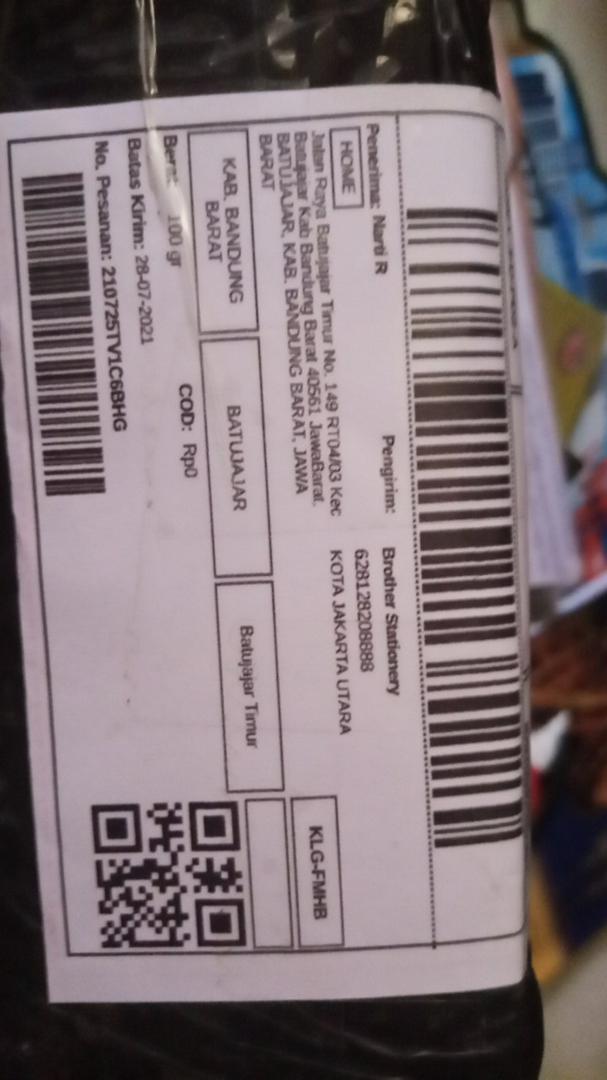 Penerima: Narti R
Pengirim: Brother Stationery
HOME
628128208888
Jalan Raya Batujajar Timur No. 149 RT04/03 Kec
KOTA JAKARTA UTARA
Batujajar Kab Bandung Barat 40561 JawaBarat,
BATUJAJAR, KAB. BANDUNG BARAT, JAWA
BARAT
KLG-FMHB
KAB. BANDUNG
BARAT
BATUJAJAR
Batujajar Timur
Berat: 100 gr
COD: Rp0
Batas Kirim: 28-07-2021
No. Pesanan: 210725TV1C6BHG